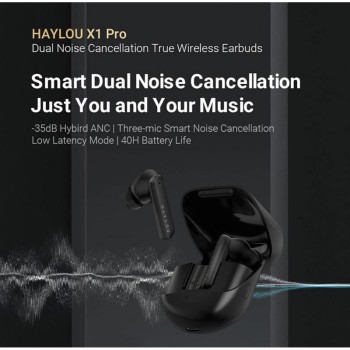 HAYLOU X1 Pro
Dual Noise Cancellation True Wireless Earbuds
Smart Dual Noise Cancellation
Just You and Your Music
-35dB Hybird ANC | Three-mic Smart Noise Cancellation
Low Latency Mode | 40H Battery Life